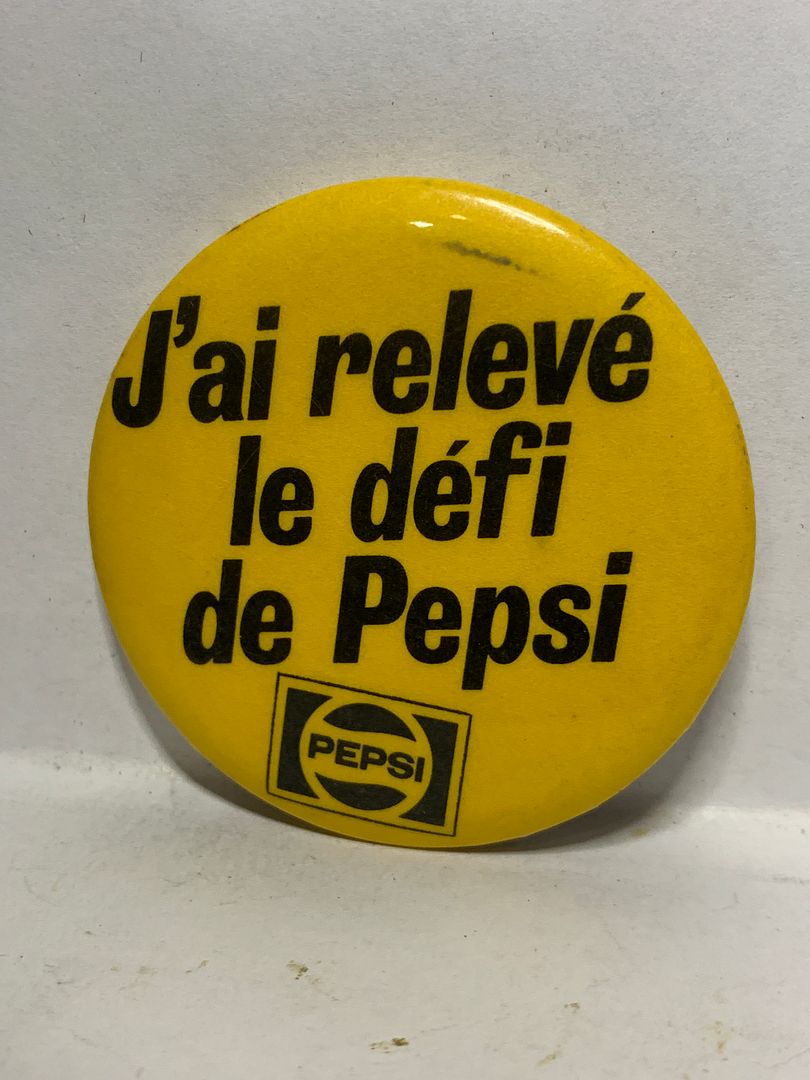 J'ai relevé
le défi
de Pepsi
PEPSI